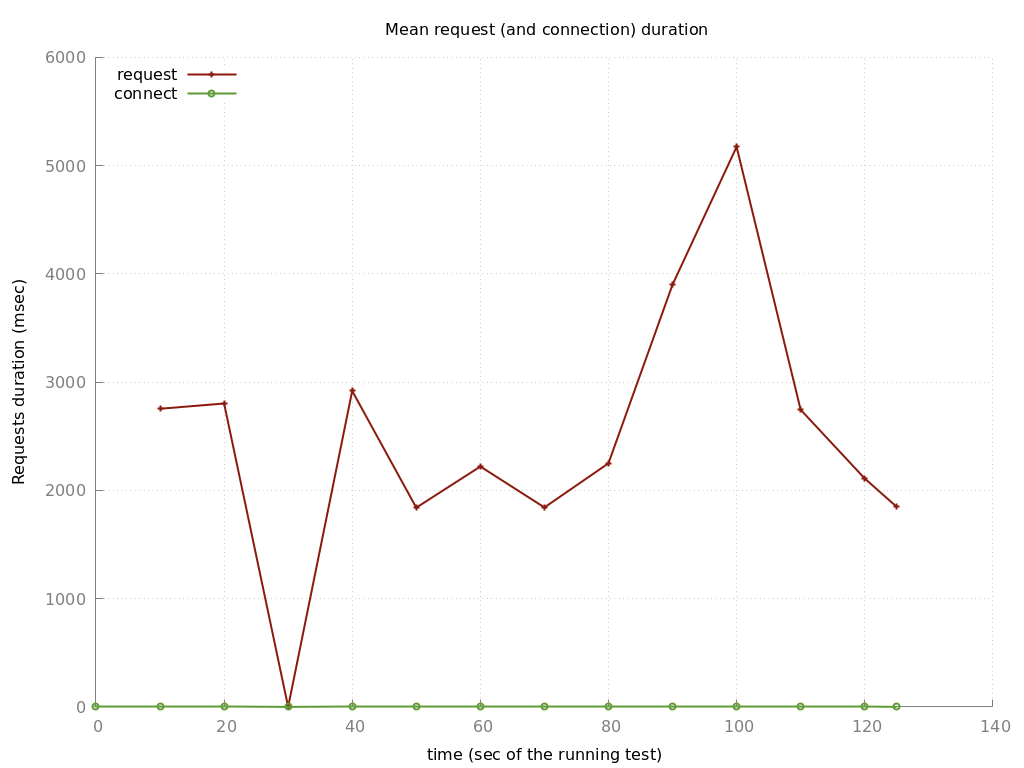 Mean request (and connection) duration
6000
request
connect
5000
4000
3000
2000
1000
0
Requests duration (msec)
0 20 40 60 80 100 120 140
time (sec of the running test)